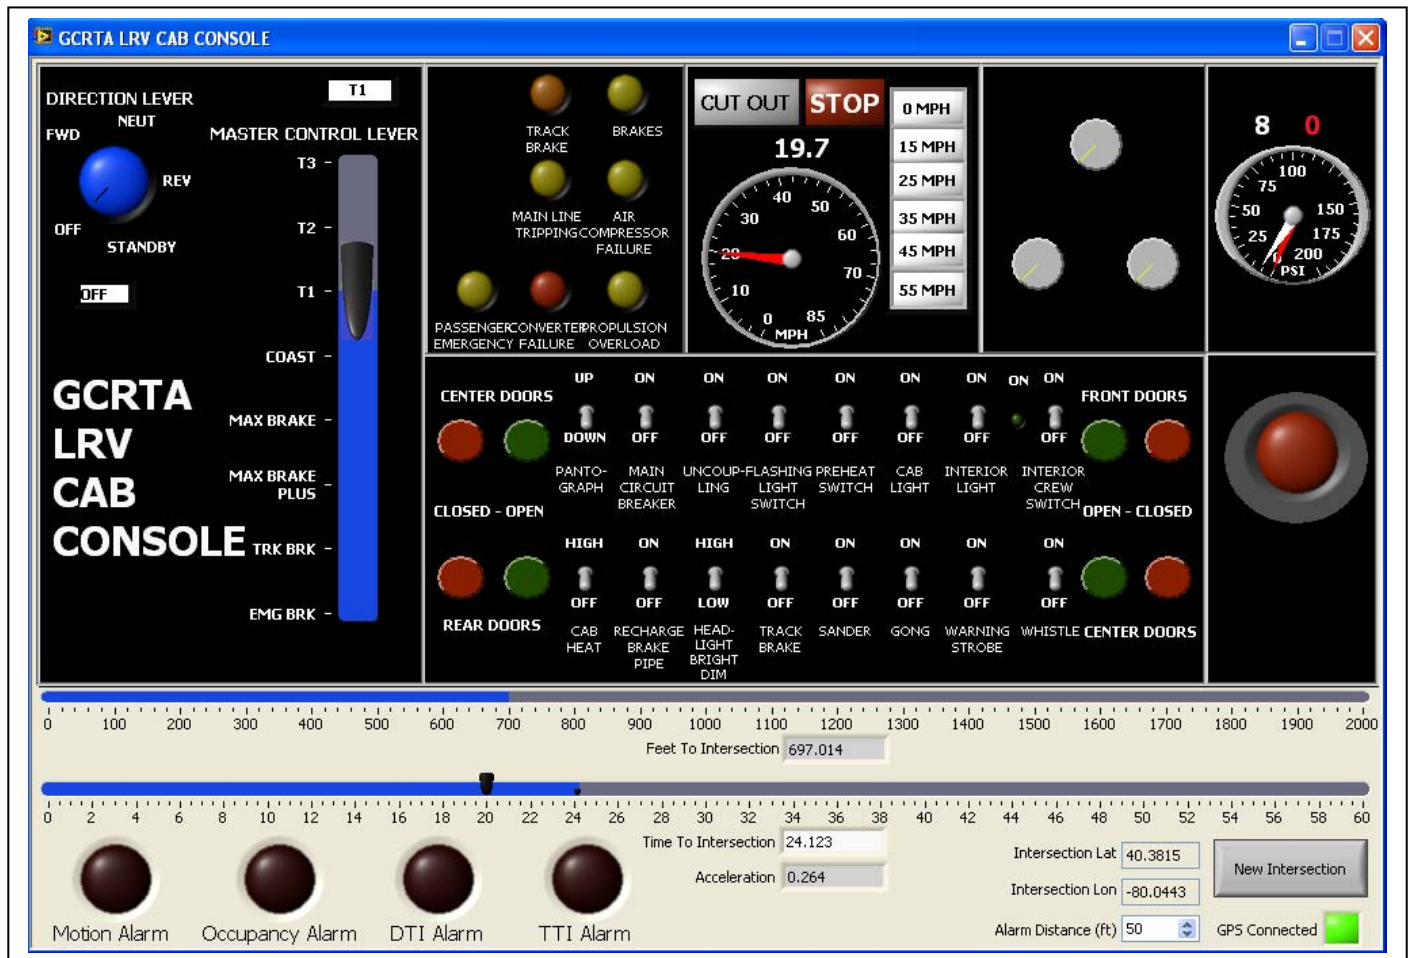 GCRTA LRV CAB CONSOLE
DIRECTION LEVER
NEUT
FWD
REV
OFF
STANDBY
OFF
T1
MASTER CONTROL LEVER
T3
T2
T1
COAST
MAX BRAKE
MAX BRAKE
PLUS
TRK BRK
EMG BRK
GCRTA
LRV
CAB
CONSOLE
TRACK
BRAKE
BRAKES
MAIN LINE
TRIPPING
AIR
COMPRESSOR
FAILURE
PASSENGER
EMERGENCY
CONVERTER
FAILURE
PROPULSION
OVERLOAD
CUT OUT
STOP
19.7
0
10
20
30
40
50
60
70
85
MPH
0 MPH
15 MPH
25 MPH
35 MPH
45 MPH
55 MPH
8 0
0
25
50
75
100
150
175
200
PSI
CENTER DOORS
CLOSED - OPEN
REAR DOORS
UP
DOWN
PANTO-
GRAPH
ON
OFF
MAIN
CIRCUIT
BREAKER
ON
OFF
UNCOUP-
LING
ON
OFF
FLASHING
LIGHT
SWITCH
ON
OFF
PREHEAT
SWITCH
ON
OFF
CAB
LIGHT
ON
OFF
INTERIOR
LIGHT
ON
ON
OFF
INTERIOR
CREW
SWITCH
FRONT DOORS
OPEN - CLOSED
CENTER DOORS
HIGH
OFF
CAB
HEAT
ON
OFF
RECHARGE
BRAKE
PIPE
HIGH
LOW
HEAD-
LIGHT
BRIGHT
DIM
ON
OFF
TRACK
BRAKE
ON
OFF
SANDER
ON
OFF
GONG
ON
OFF
WARNING
STROBE
ON
OFF
WHISTLE
0 100 200 300 400 500 600 700 800 900 1000 1100 1200 1300 1400 1500 1600 1700 1800 1900 2000
Feet To Intersection 697.014
0 2 4 6 8 10 12 14 16 18 20 22 24 26 28 30 32 34 36 38 40 42 44 46 48 50 52 54 56 58 60
Time To Intersection 24.123
Acceleration 0.264
Motion Alarm
Occupancy Alarm
DTI Alarm
TTI Alarm
Intersection Lat 40.3815
Intersection Lon -80.0443
Alarm Distance (ft) 50
New Intersection
GPS Connected